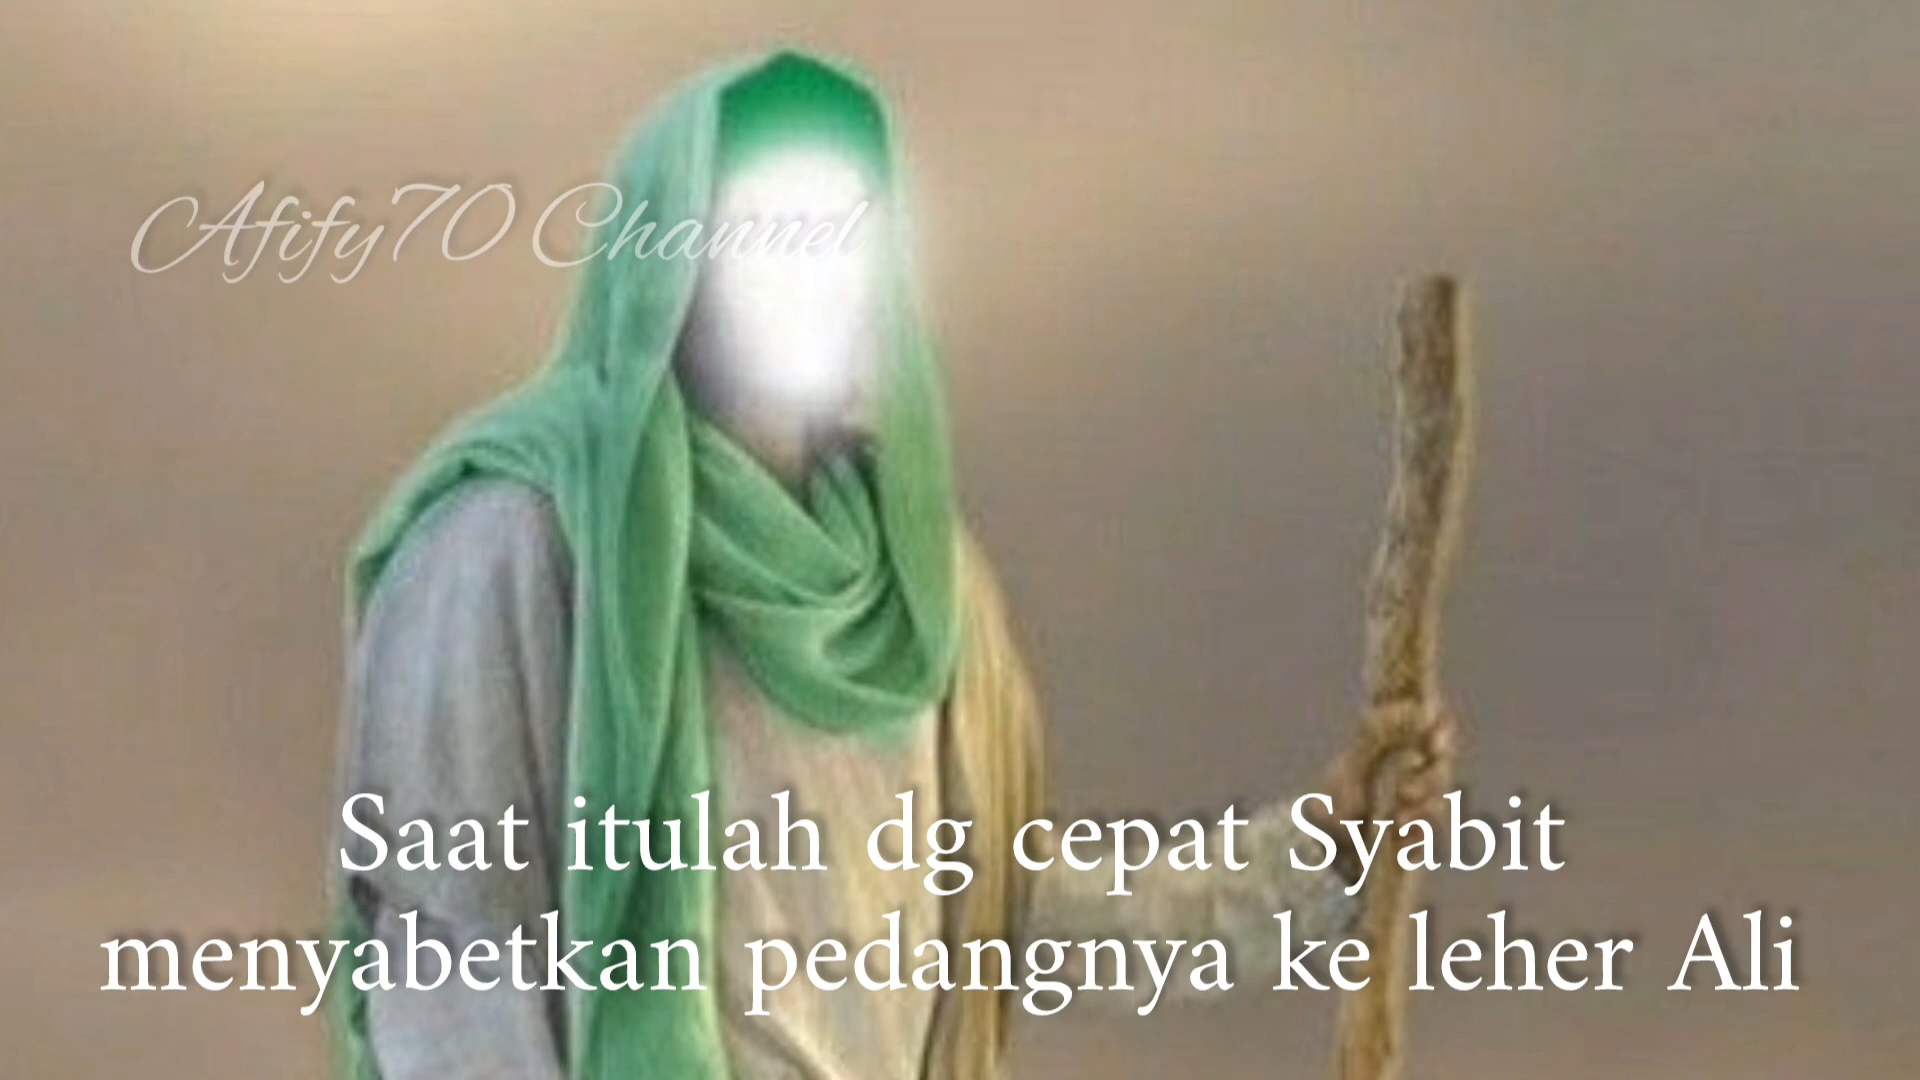 Afify70 Channel
Saat itulah dg cepat Syabit
menyabetkan pedangnya ke leher Ali